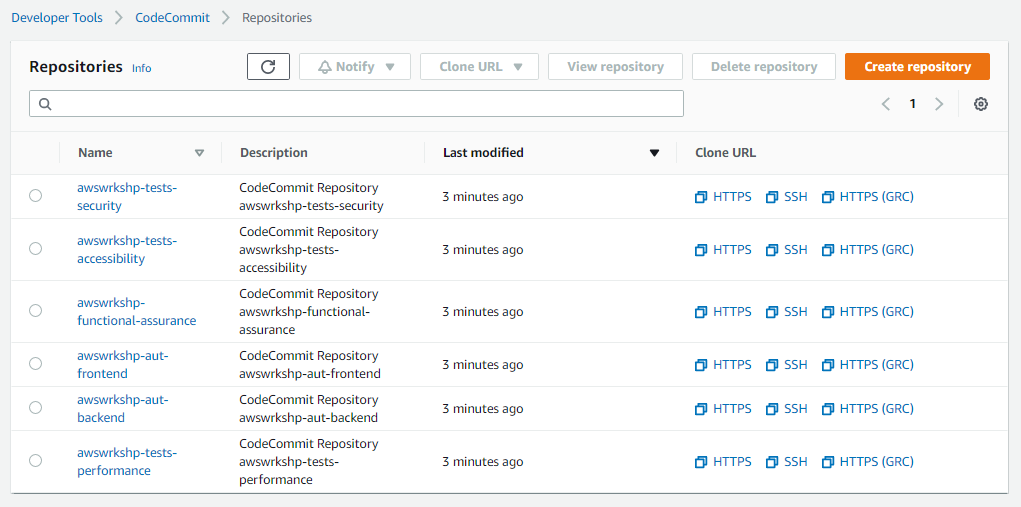 Developer Tools > CodeCommit > Repositories
Repositories Info Notify Clone URL View repository Delete repository Create repository
1
Name Description Last modified Clone URL
awswrkshp-tests-
security
CodeCommit Repository
awswrkshp-tests-security
3 minutes ago HTTPS SSH HTTPS (GRC)
awswrkshp-tests-
accessibility
CodeCommit Repository
awswrkshp-tests-
accessibility
3 minutes ago HTTPS SSH HTTPS (GRC)
awswrkshp-
functional-assurance
CodeCommit Repository
awswrkshp-functional-
assurance
3 minutes ago HTTPS SSH HTTPS (GRC)
awswrkshp-aut-
frontend
CodeCommit Repository
awswrkshp-aut-frontend
3 minutes ago HTTPS SSH HTTPS (GRC)
awswrkshp-aut-
backend
CodeCommit Repository
awswrkshp-aut-backend
3 minutes ago HTTPS SSH HTTPS (GRC)
awswrkshp-tests-
performance
CodeCommit Repository
awswrkshp-tests-
performance
3 minutes ago HTTPS SSH HTTPS (GRC)